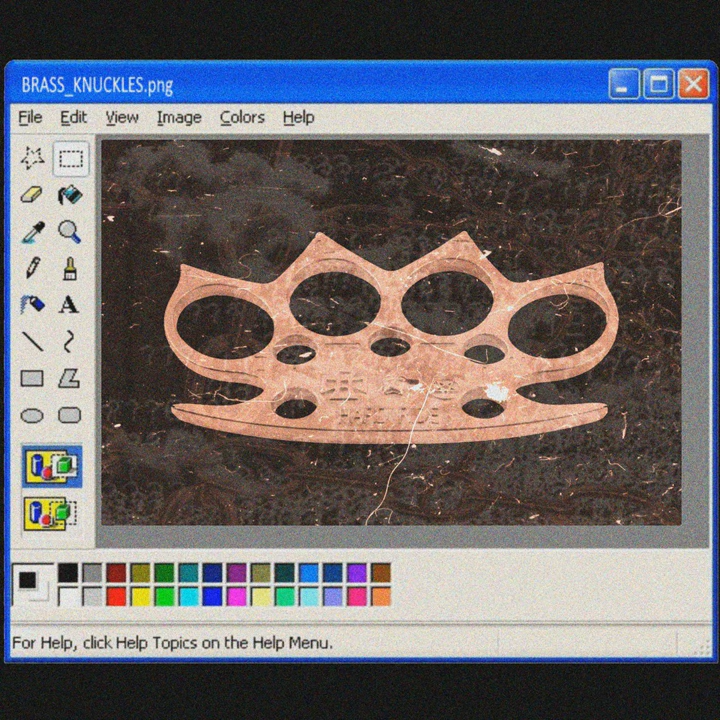 BRASS_KNUCKLES.png
File Edit View Image Colors Help
A
For Help, click Help Topics on the Help Menu.